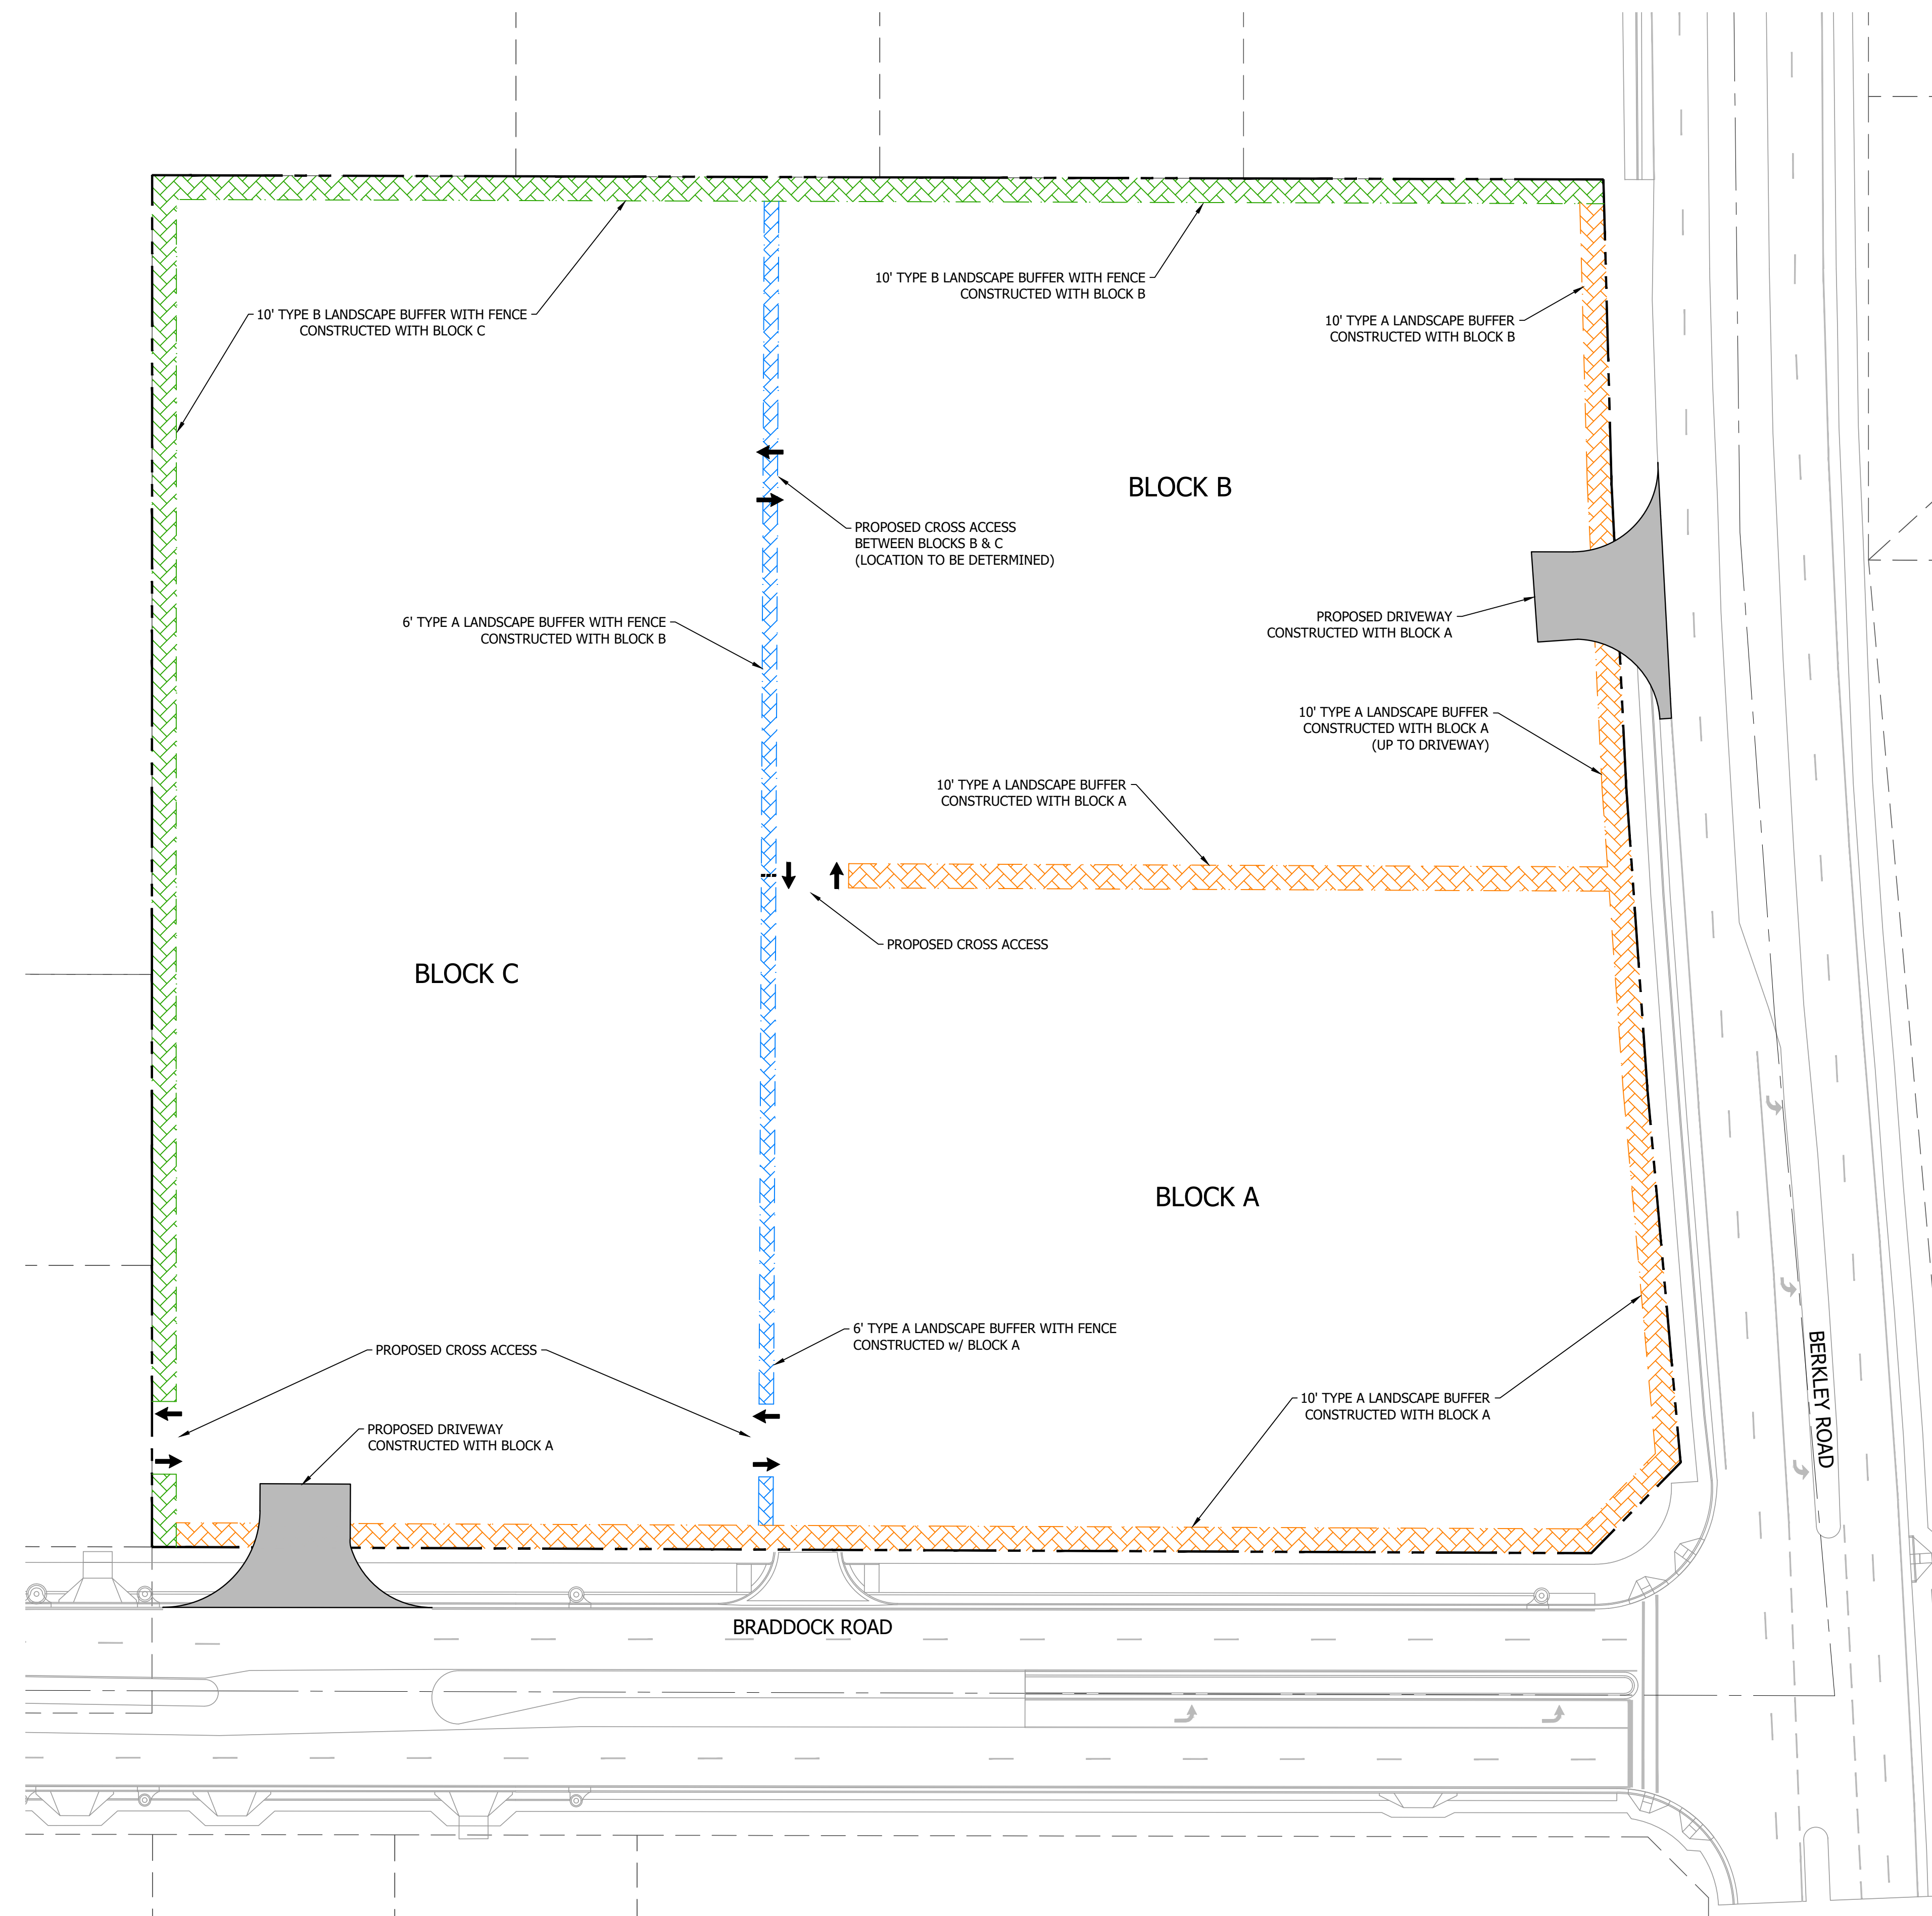 10' TYPE B LANDSCAPE BUFFER WITH FENCE
CONSTRUCTED WITH BLOCK B
10' TYPE B LANDSCAPE BUFFER WITH FENCE
CONSTRUCTED WITH BLOCK C
10' TYPE A LANDSCAPE BUFFER
CONSTRUCTED WITH BLOCK B
BLOCK B
PROPOSED CROSS ACCESS
BETWEEN BLOCKS B & C
(LOCATION TO BE DETERMINED)
6' TYPE A LANDSCAPE BUFFER WITH FENCE
CONSTRUCTED WITH BLOCK B
PROPOSED DRIVEWAY
CONSTRUCTED WITH BLOCK A
10' TYPE A LANDSCAPE BUFFER
CONSTRUCTED WITH BLOCK A
(UP TO DRIVEWAY)
10' TYPE A LANDSCAPE BUFFER
CONSTRUCTED WITH BLOCK A
PROPOSED CROSS ACCESS
BLOCK C
BLOCK A
6' TYPE A LANDSCAPE BUFFER WITH FENCE
CONSTRUCTED w/ BLOCK A
PROPOSED CROSS ACCESS
10' TYPE A LANDSCAPE BUFFER
CONSTRUCTED WITH BLOCK A
PROPOSED DRIVEWAY
CONSTRUCTED WITH BLOCK A
BERKLEY ROAD
BRADDOCK ROAD